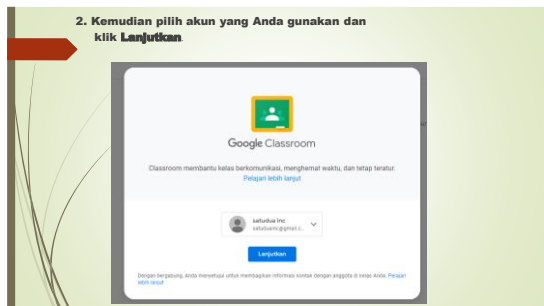 2. Kemudian pilih akun yang Anda gunakan dan
klik Lanjutkan.
Google Classroom
Classroom membantu kelas berkomunikasi, menghemat waktu, dan tetap teratur.
Pelajari lebih lanjut
satudua inc
Lanjutkan
Dengan bergabung, Anda menyetujui untuk membagikan informasi kontak dengan anggota di kelas Anda. Pelajari
lebih lanjut